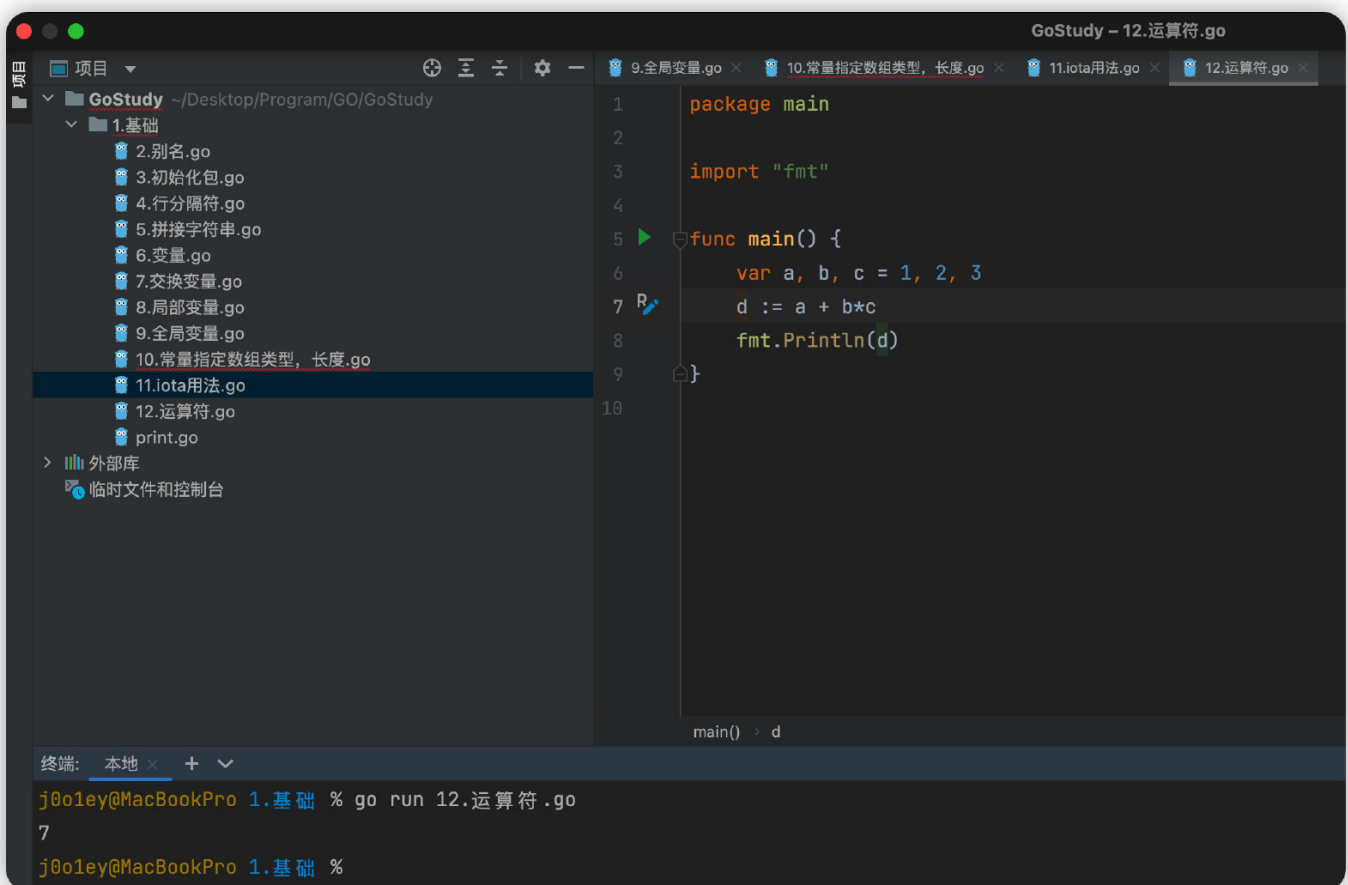 GoStudy – 12.运算符.go
项目
项目
9.全局变量.go
10.常量指定数组类型，长度.go
11.iota用法.go
12.运算符.go
GoStudy ~/Desktop/Program/GO/GoStudy
1.基础
2.别名.go
3.初始化包.go
4.行分隔符.go
5.拼接字符串.go
6.变量.go
7.交换变量.go
8.局部变量.go
9.全局变量.go
10.常量指定数组类型，长度.go
11.iota用法.go
12.运算符.go
print.go
外部库
临时文件和控制台
1 package main
2
3 import "fmt"
4
5 func main() {
6 var a, b, c = 1, 2, 3
7 d := a + b*c
8 fmt.Println(d)
9 }
10
main() › d
终端: 本地
j0o1ey@MacBookPro 1.基础 % go run 12.运算符.go
7
j0o1ey@MacBookPro 1.基础 %